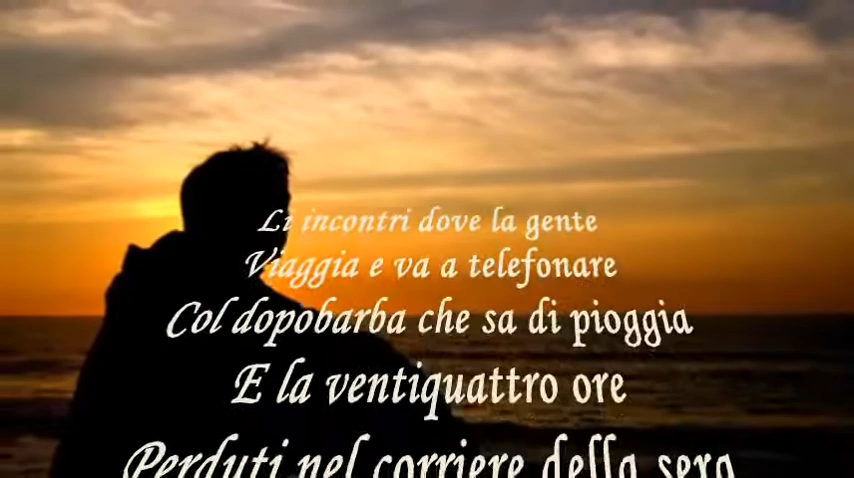 Li incontri dove la gente
Viaggia e va a telefonare
Col dopobarba che sa di pioggia
E la ventiquattro ore
Perduti nel corriere della sera